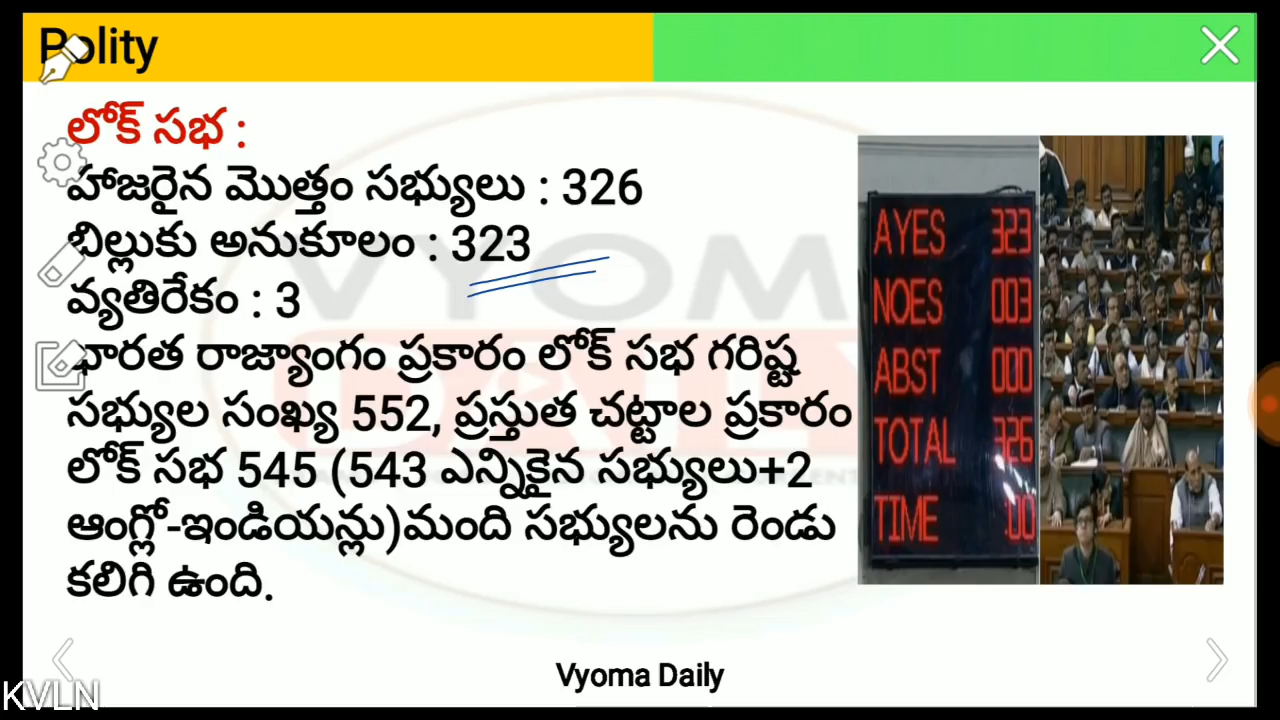 Polity
లోక్ సభ :
హాజరైన మొత్తం సభ్యులు : 326
బిల్లుకు అనుకూలం : 323
వ్యతిరేకం : 3
భారత రాజ్యాంగం ప్రకారం లోక్ సభ గరిష్ట
సభ్యుల సంఖ్య 552, ప్రస్తుత చట్టాల ప్రకారం
లోక్ సభ 545 (543 ఎన్నికైన సభ్యులు+2
ఆంగ్లో-ఇండియన్లు)మంది సభ్యులను రెండు
కలిగి ఉంది.
AYES 323
NOES 003
ABST 000
TOTAL 326
TIME :00
Vyoma Daily
KVLN